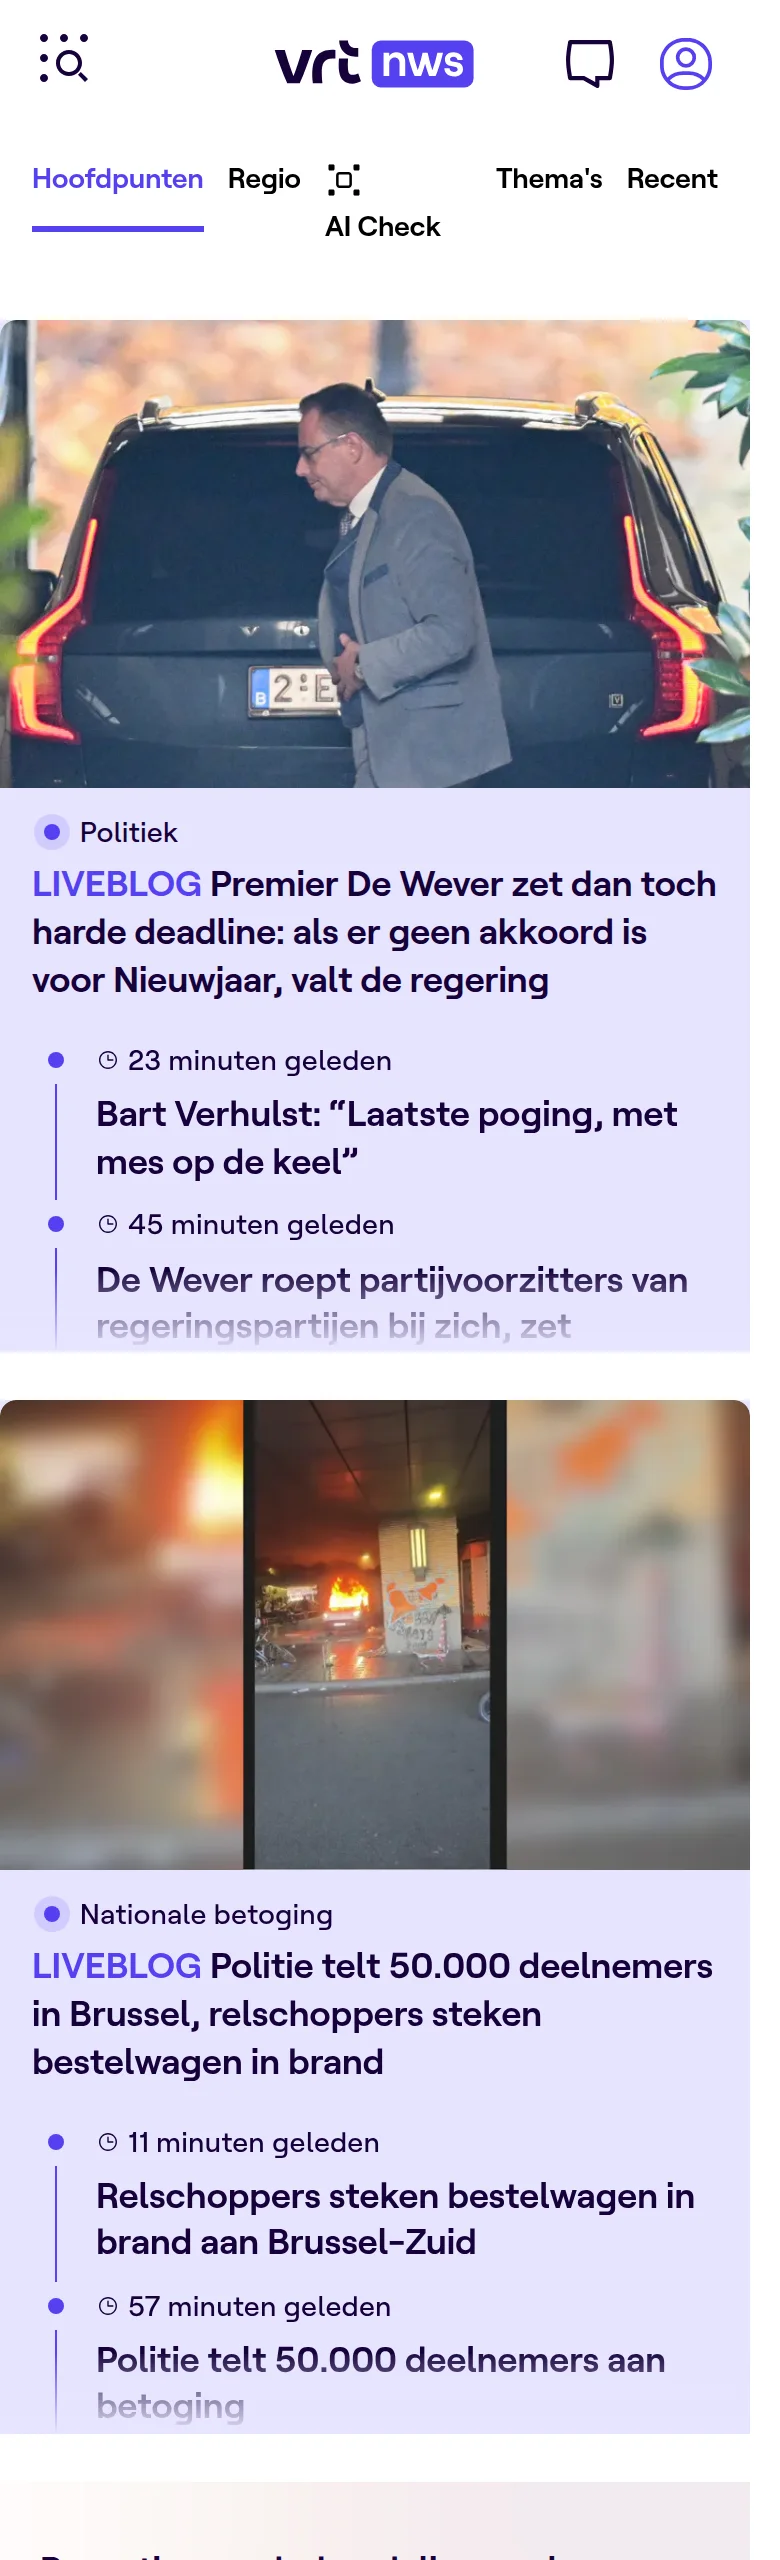 vrt nws
Hoofdpunten Regio Thema's Recent
AI Check
B 2 E
Politiek
LIVEBLOG Premier De Wever zet dan toch
harde deadline: als er geen akkoord is
voor Nieuwjaar, valt de regering
23 minuten geleden
Bart Verhulst: “Laatste poging, met
mes op de keel”
45 minuten geleden
De Wever roept partijvoorzitters van
regeringspartijen bij zich, zet
Nationale betoging
LIVEBLOG Politie telt 50.000 deelnemers
in Brussel, relschoppers steken
bestelwagen in brand
11 minuten geleden
Relschoppers steken bestelwagen in
brand aan Brussel-Zuid
57 minuten geleden
Politie telt 50.000 deelnemers aan
betoging